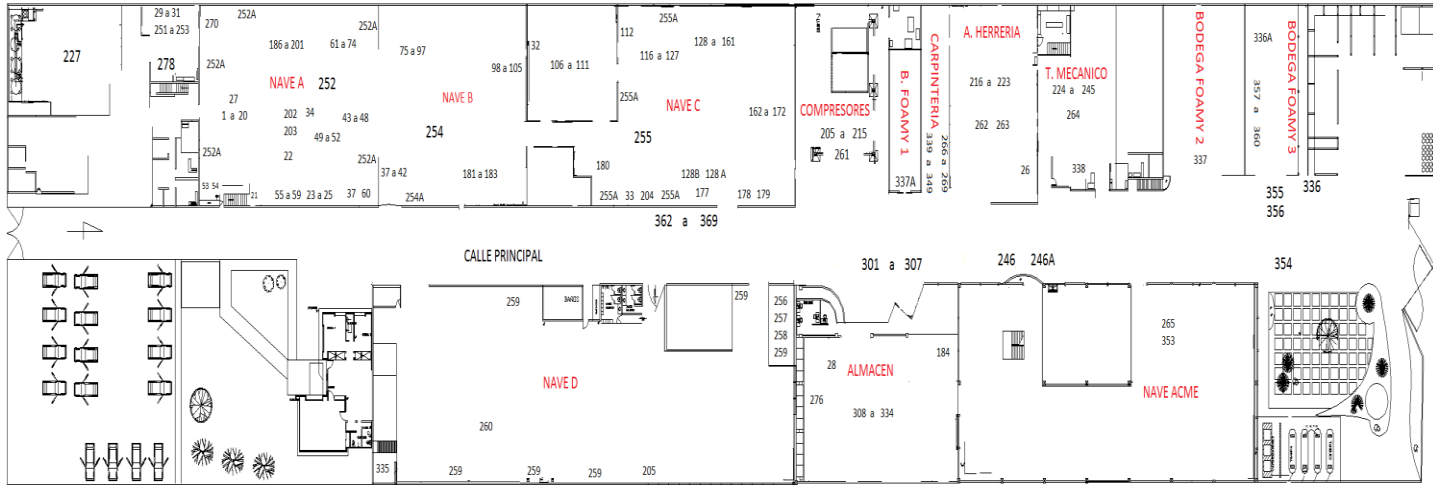 227
29 a 31
251 a 253
278
270
252A
252A
186 a 201
61 a 74
252A
NAVE A
252
27
1 a 20
202
34
203
43 a 48
49 a 52
22
252A
252A
53 54
21
55 a 59
23 a 25
37
60
75 a 97
98 a 105
NAVE B
254
37 a 42
181 a 183
254A
32
106 a 111
112
255A
116 a 127
128 a 161
255A
NAVE C
162 a 172
255
180
128B
128 A
255A
33
204
255A
177
178
179
COMPRESORES
205 a 215
261
B. FOAMY 1
337A
CARPINTERIA
339 a 349
266 a 269
A. HERRERIA
216 a 223
262
263
26
T. MECANICO
224 a 245
264
338
BODEGA FOAMY 2
337
336A
357 a 360
BODEGA FOAMY 3
336
355
356
362 a 369
CALLE PRINCIPAL
301 a 307
246
246A
354
259
BAÑOS
259
256
257
258
259
NAVE D
260
335
259
259
259
205
28
ALMACEN
184
276
308 a 334
265
353
NAVE ACME